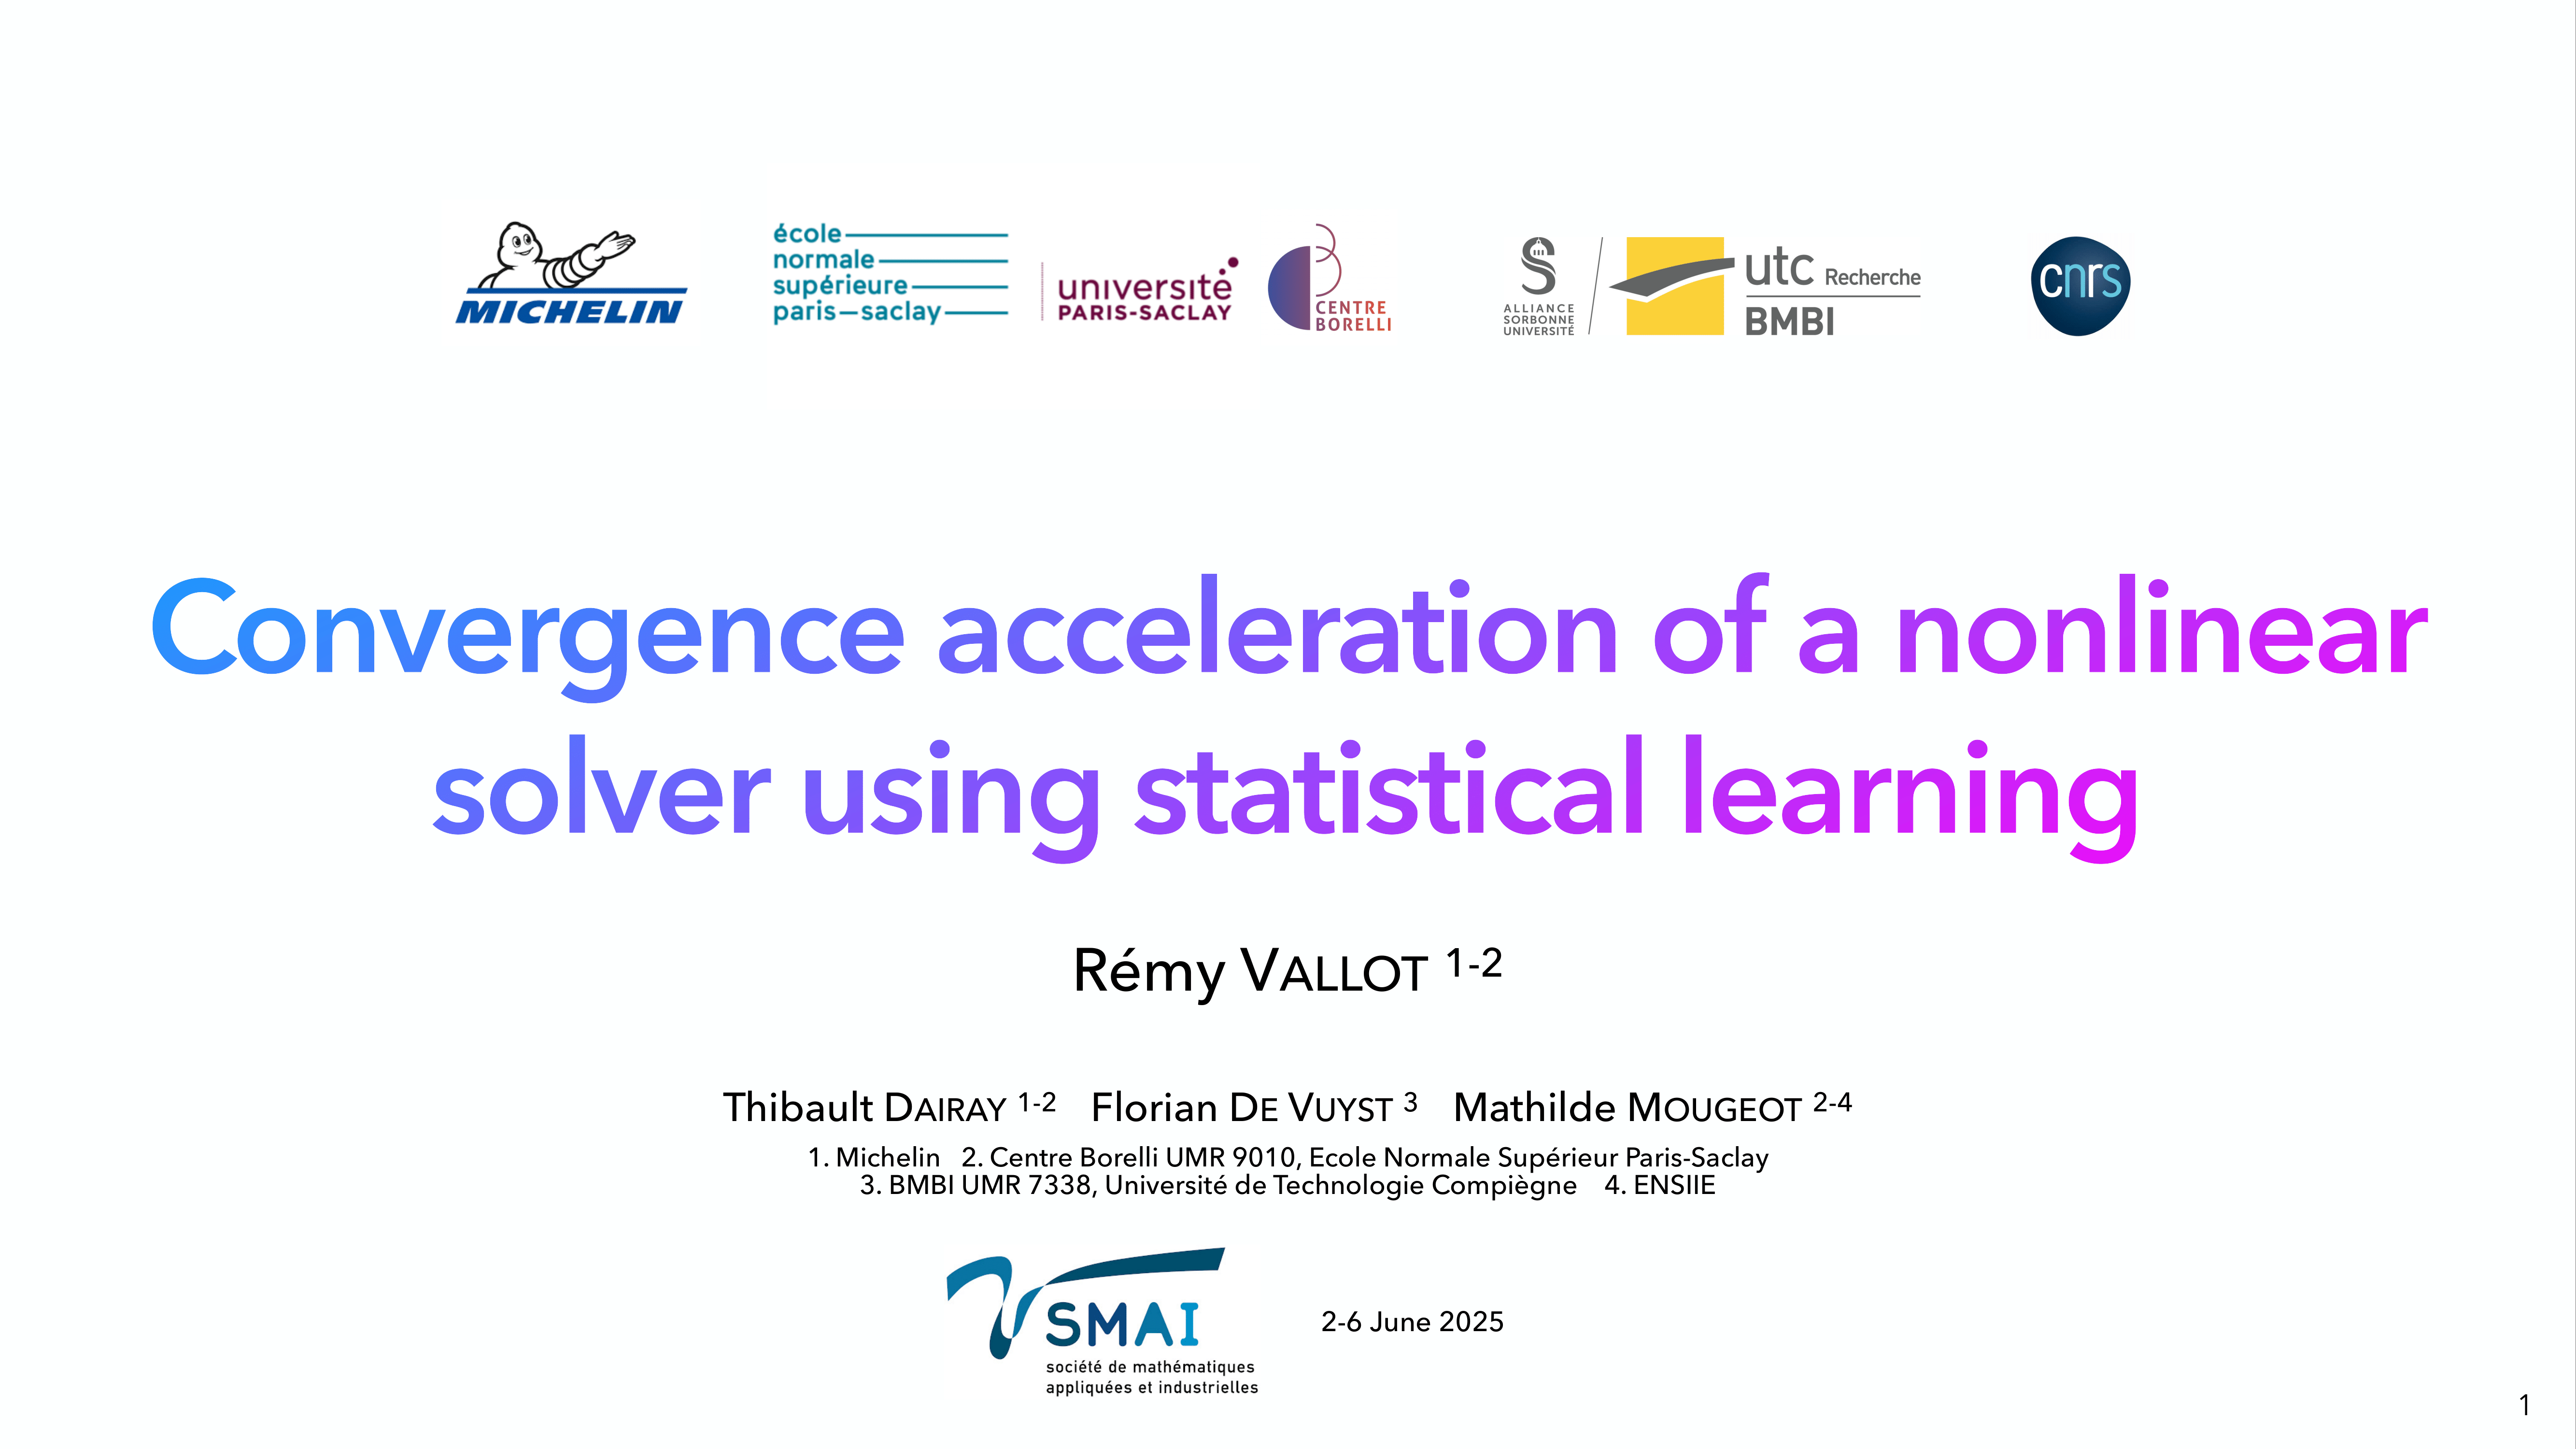 MICHELIN
école
normale
supérieure
paris—saclay
université
PARIS-SACLAY
CENTRE
BORELLI
ALLIANCE
SORBONNE
UNIVERSITÉ
utc Recherche
BMBI
cnrs
Convergence acceleration of a nonlinear
solver using statistical learning
Rémy VALLOT 1-2
Thibault DAIRAY 1-2 Florian DE VUYST 3 Mathilde MOUGEOT 2-4
1. Michelin 2. Centre Borelli UMR 9010, Ecole Normale Supérieur Paris-Saclay
3. BMBI UMR 7338, Université de Technologie Compiègne 4. ENSIIE
SMAI
société de mathématiques
appliquées et industrielles
2-6 June 2025
1